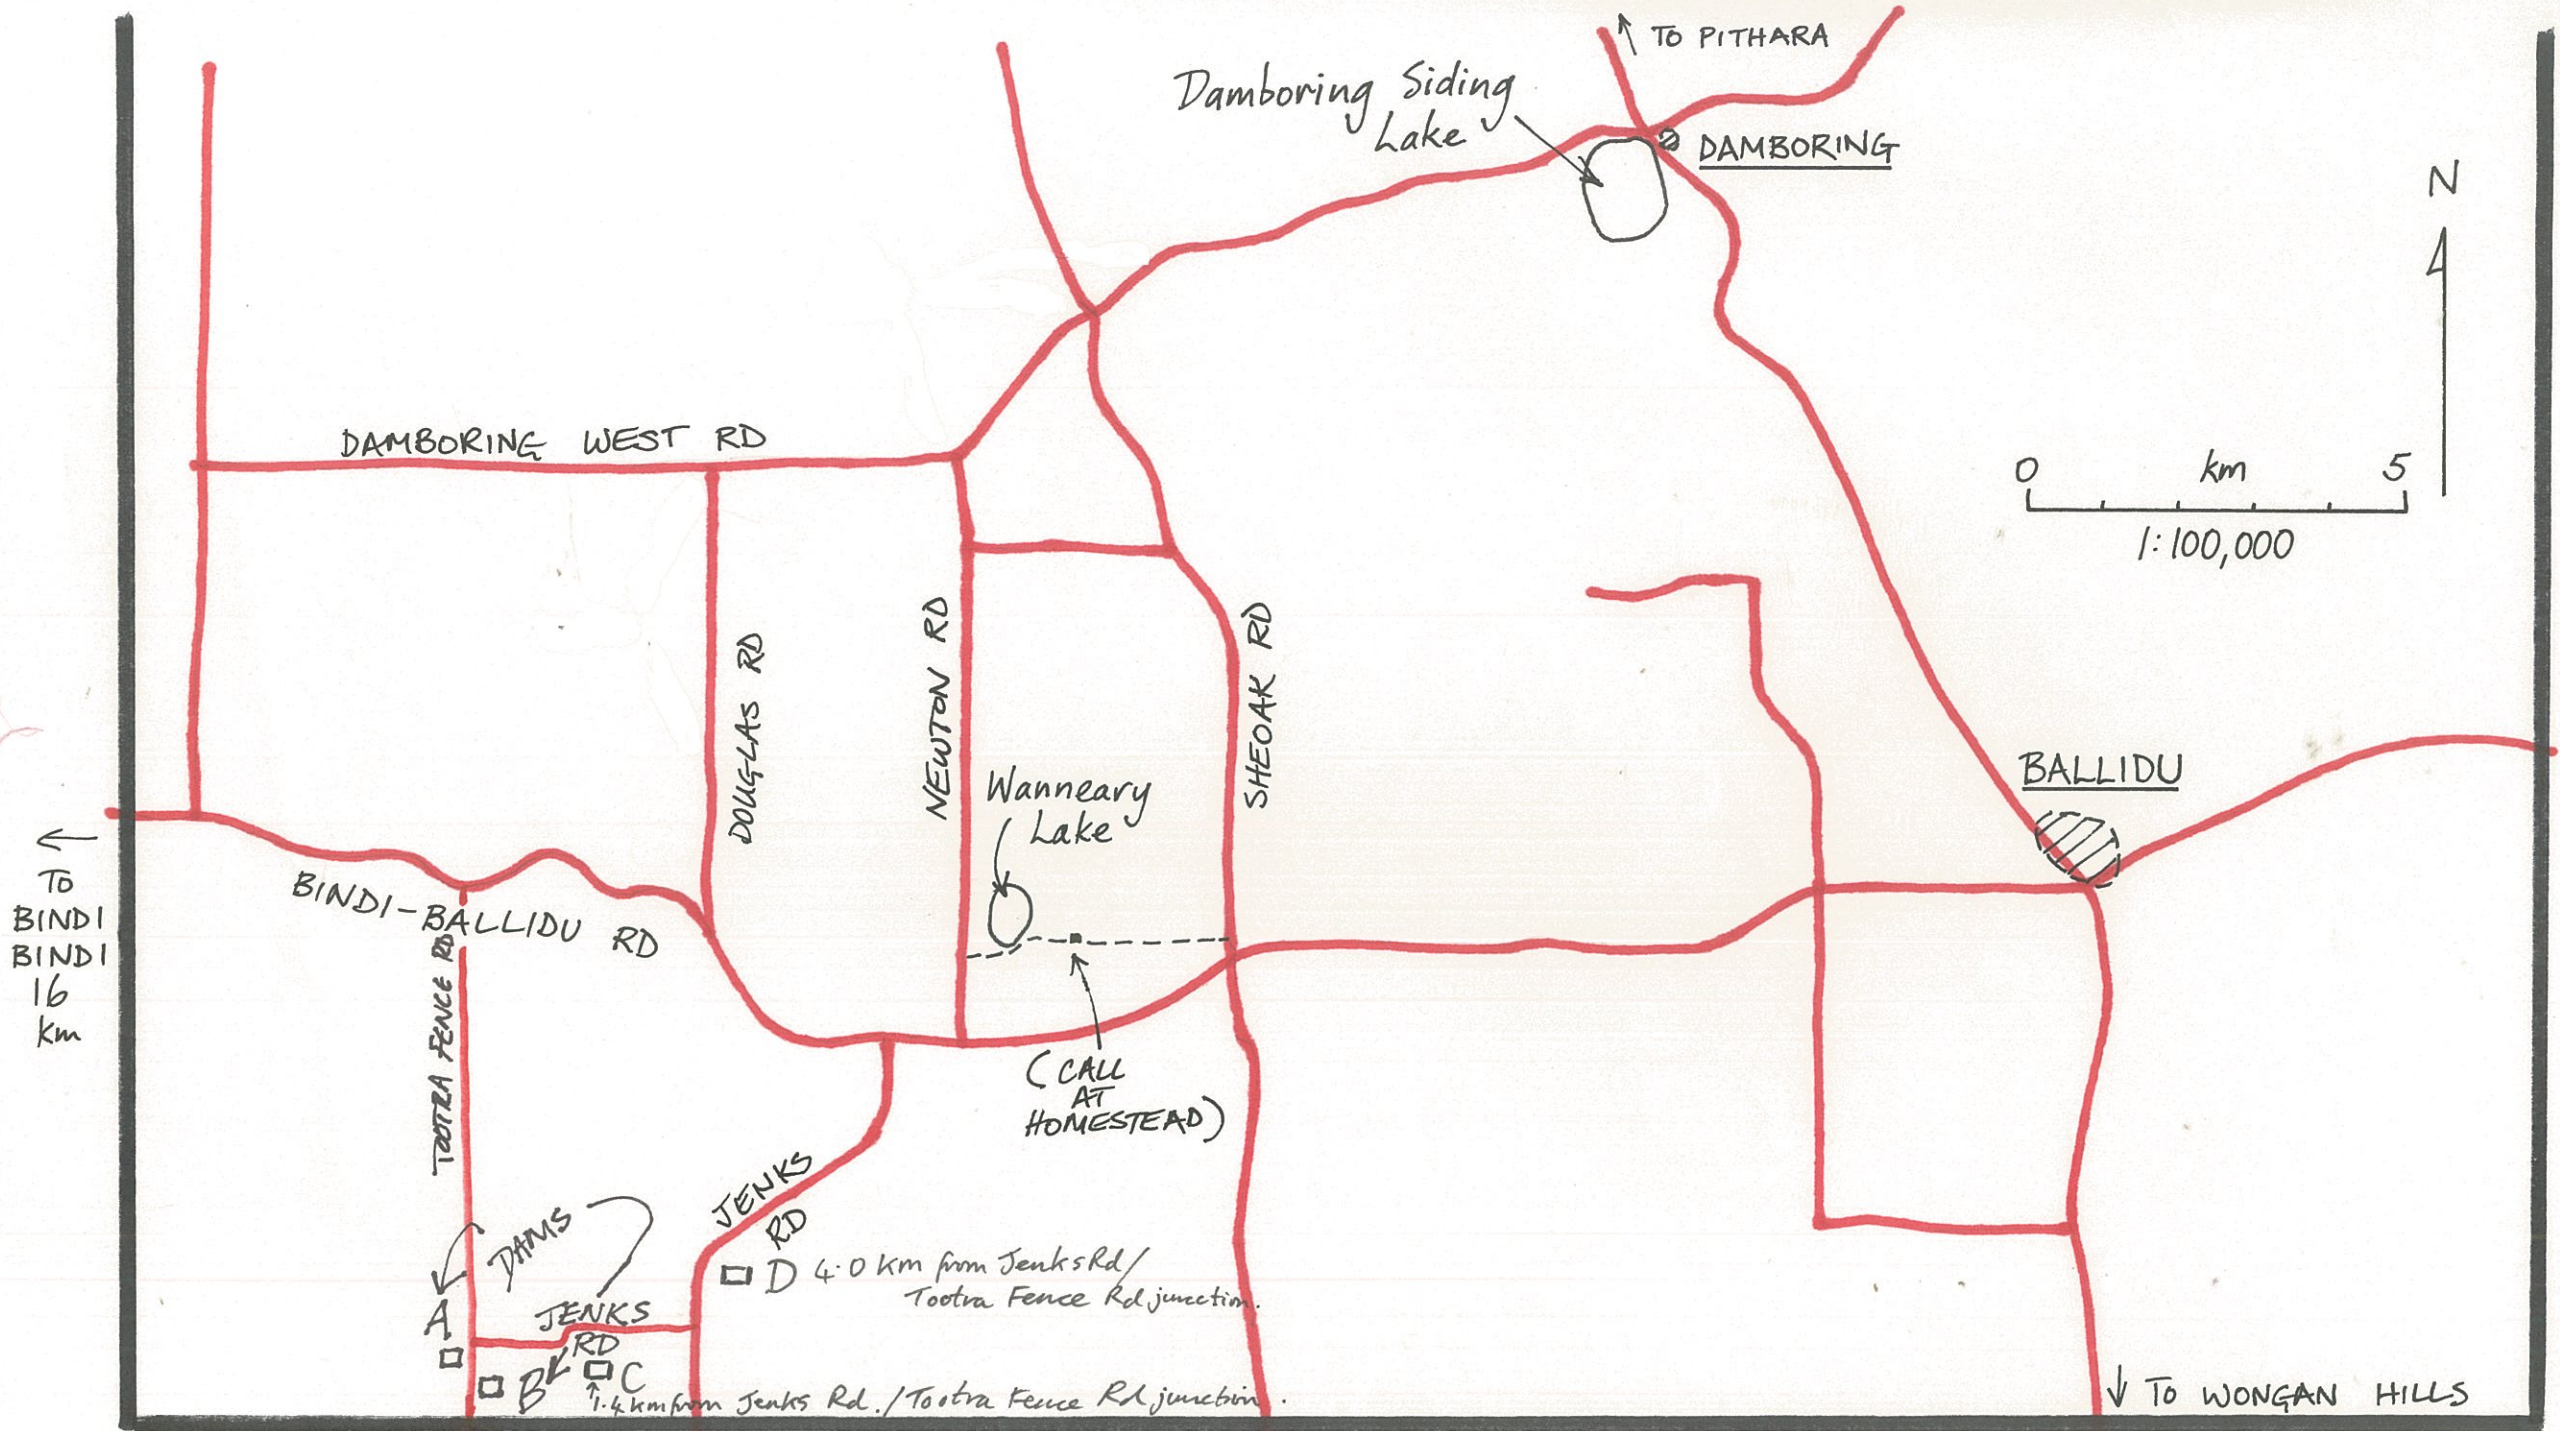 TO PITHARA
Damboring Siding
Lake
DAMBORING
N
DAMBORING WEST RD
0 km 5
1:100,000
DOUGLAS RD
NEWTON RD
SHEOAK RD
Wanneary
Lake
BALLIDU
TO
BINDI
BINDI
16
km
BINDI-BALLIDU RD
TOOTRA FENCE RD
(CALL
AT
HOMESTEAD)
JENKS
RD
DAMS
D 4.0 km from Jenks Rd/
Tootra Fence Rd junction.
A
JENKS
RD
B
C
1.4 km from Jenks Rd./Tootra Fence Rd junction.
TO WONGAN HILLS